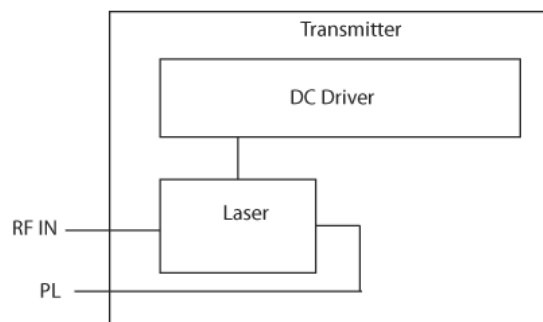 Transmitter
DC Driver
Laser
RF IN
PL